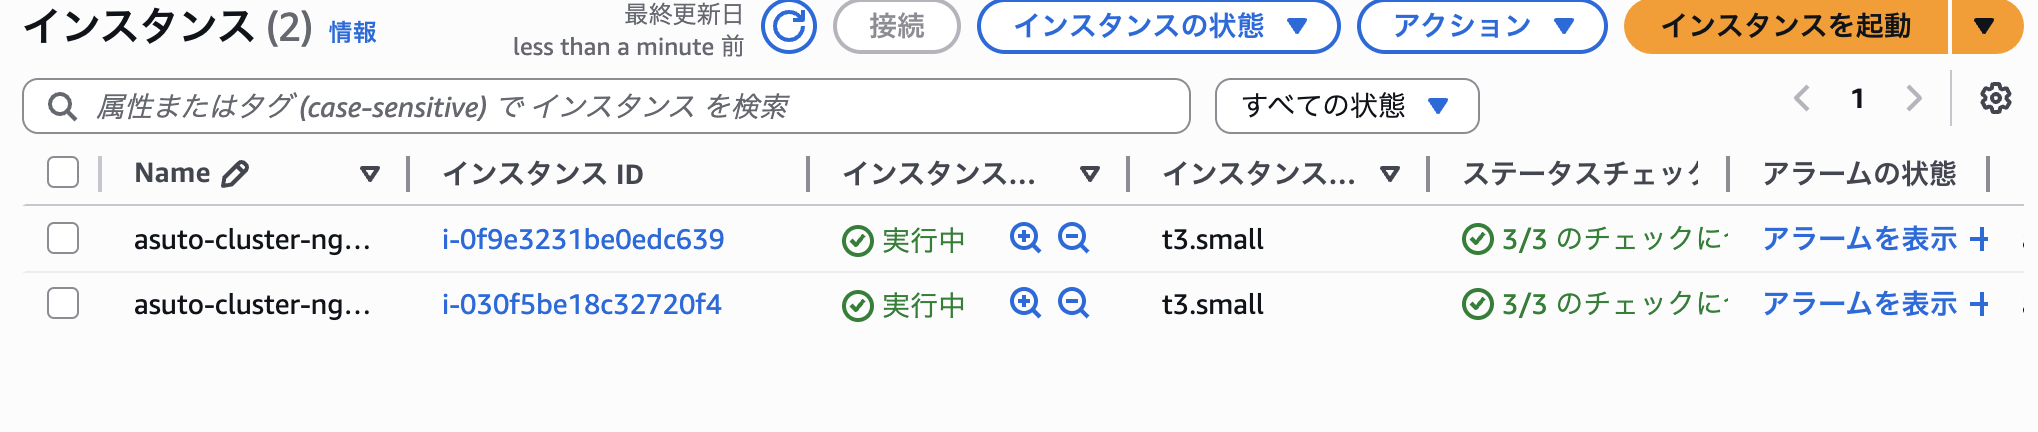 インスタンス (2) 情報
最終更新日
less than a minute 前
接続
インスタンスの状態
アクション
インスタンスを起動
属性またはタグ (case-sensitive) で インスタンス を検索
すべての状態
1
Name インスタンス ID インスタンス... インスタンス... ステータスチェック アラームの状態
asuto-cluster-ng... i-0f9e3231be0edc639 実行中 t3.small 3/3 のチェックに アラームを表示 +
asuto-cluster-ng... i-030f5be18c32720f4 実行中 t3.small 3/3 のチェックに アラームを表示 +